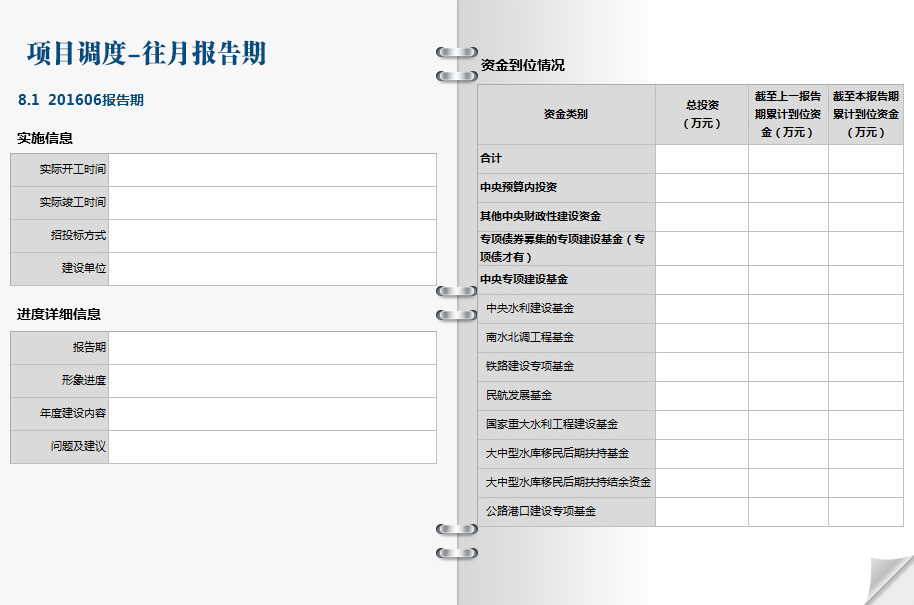 项目调度-往月报告期
8.1 201606报告期
实施信息
实际开工时间
实际竣工时间
招投标方式
建设单位
进度详细信息
报告期
形象进度
年度建设内容
问题及建议
资金到位情况
资金类别
总投资
（万元）
截至上一报告
期累计到位资
金（万元）
截至本报告期
累计到位资金
（万元）
合计
中央预算内投资
其他中央财政性建设资金
专项债券募集的专项建设基金（专
项债才有）
中央专项建设基金
中央水利建设基金
南水北调工程基金
铁路建设专项基金
民航发展基金
国家重大水利工程建设基金
大中型水库移民后期扶持基金
大中型水库移民后期扶持结余资金
公路港口建设专项基金